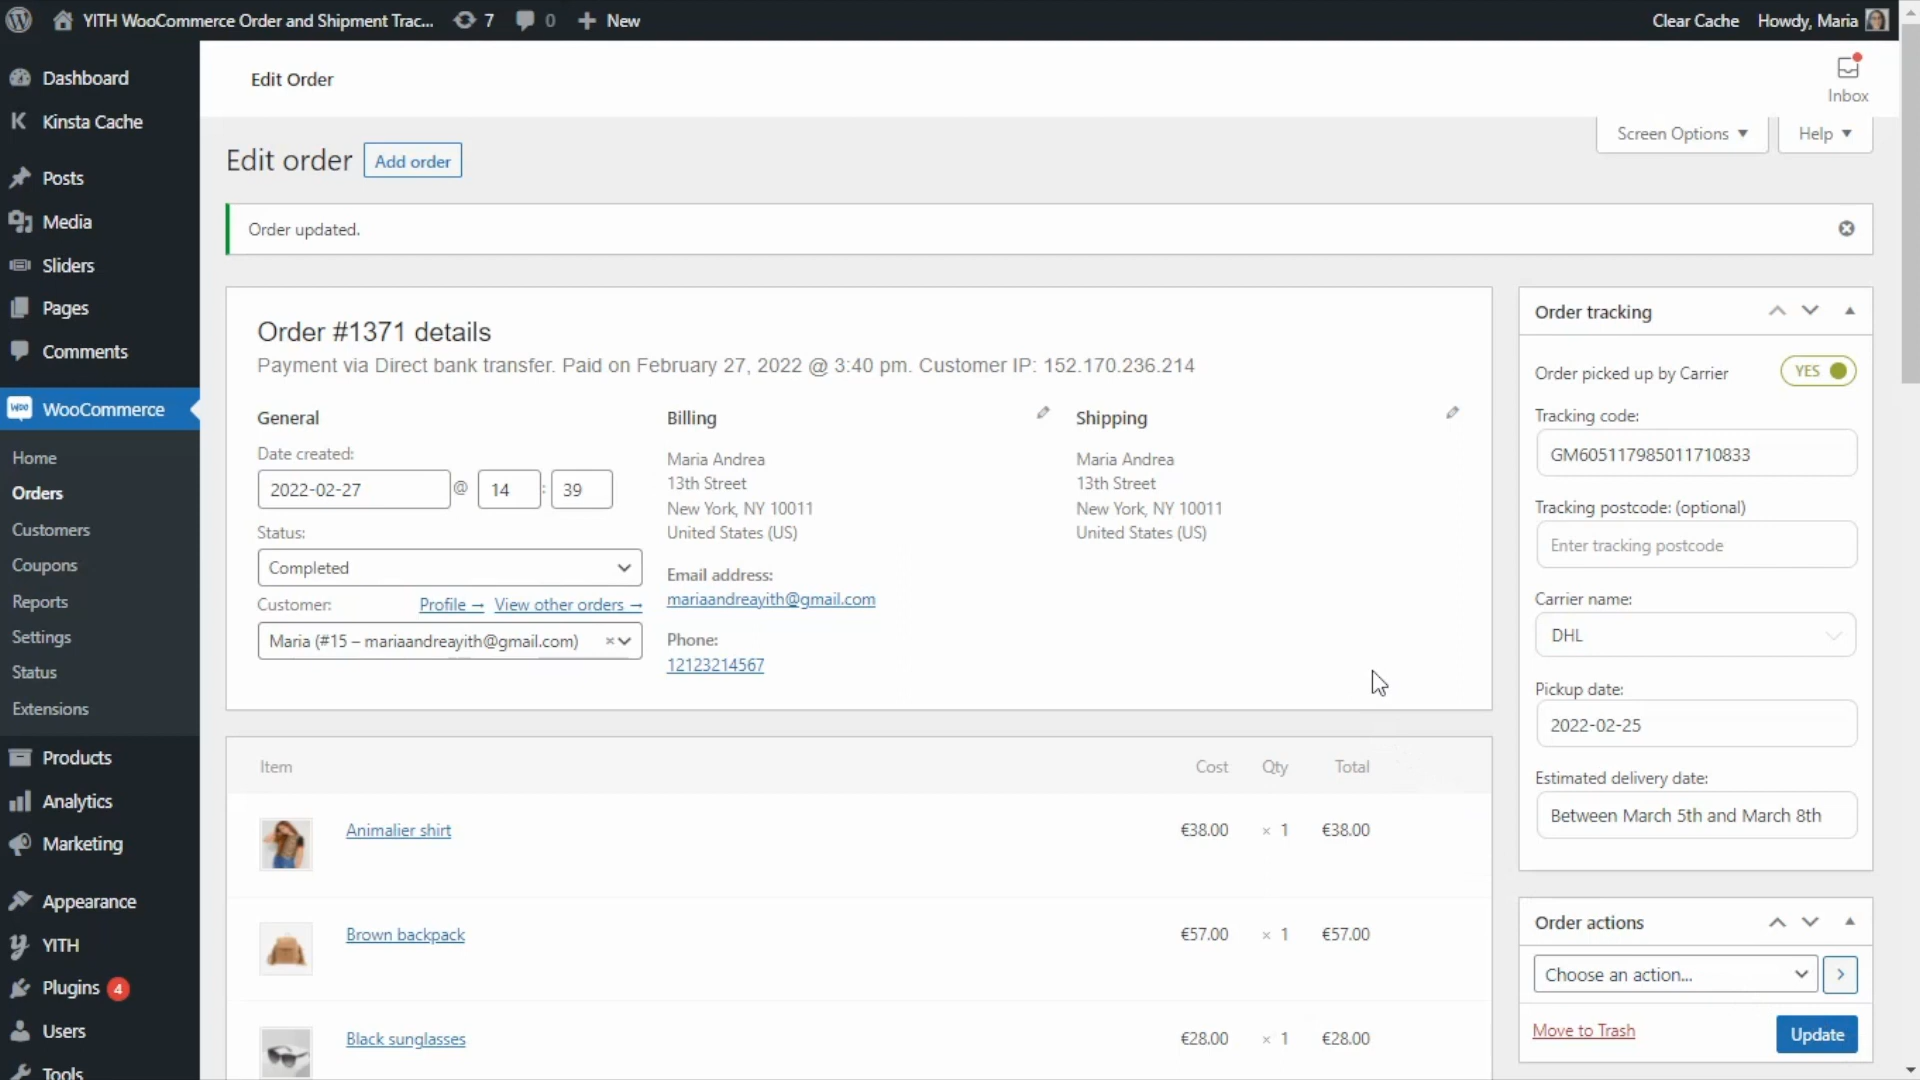 YITH WooCommerce Order and Shipment Trac...
7
0
New
Clear Cache
Howdy, Maria
Dashboard
Kinsta Cache
Posts
Media
Sliders
Pages
Comments
WooCommerce
Home
Orders
Customers
Coupons
Reports
Settings
Status
Extensions
Products
Analytics
Marketing
Appearance
YITH
Plugins 4
Users
Tools
Edit Order
Inbox
Screen Options
Help
Edit order
Add order
Order updated.
Order #1371 details
Payment via Direct bank transfer. Paid on February 27, 2022 @ 3:40 pm. Customer IP: 152.170.236.214
General
Date created:
2022-02-27 @ 14 : 39
Status:
Completed
Customer: Profile → View other orders →
Maria (#15 – mariaandreayith@gmail.com) ×
Billing
Maria Andrea
13th Street
New York, NY 10011
United States (US)
Email address:
mariaandreayith@gmail.com
Phone:
12123214567
Shipping
Maria Andrea
13th Street
New York, NY 10011
United States (US)
Item Cost Qty Total
Animalier shirt €38.00 × 1 €38.00
Brown backpack €57.00 × 1 €57.00
Black sunglasses €28.00 × 1 €28.00
Order tracking
Order picked up by Carrier YES
Tracking code:
GM605117985011710833
Tracking postcode: (optional)
Enter tracking postcode
Carrier name:
DHL
Pickup date:
2022-02-25
Estimated delivery date:
Between March 5th and March 8th
Order actions
Choose an action...
Move to Trash
Update